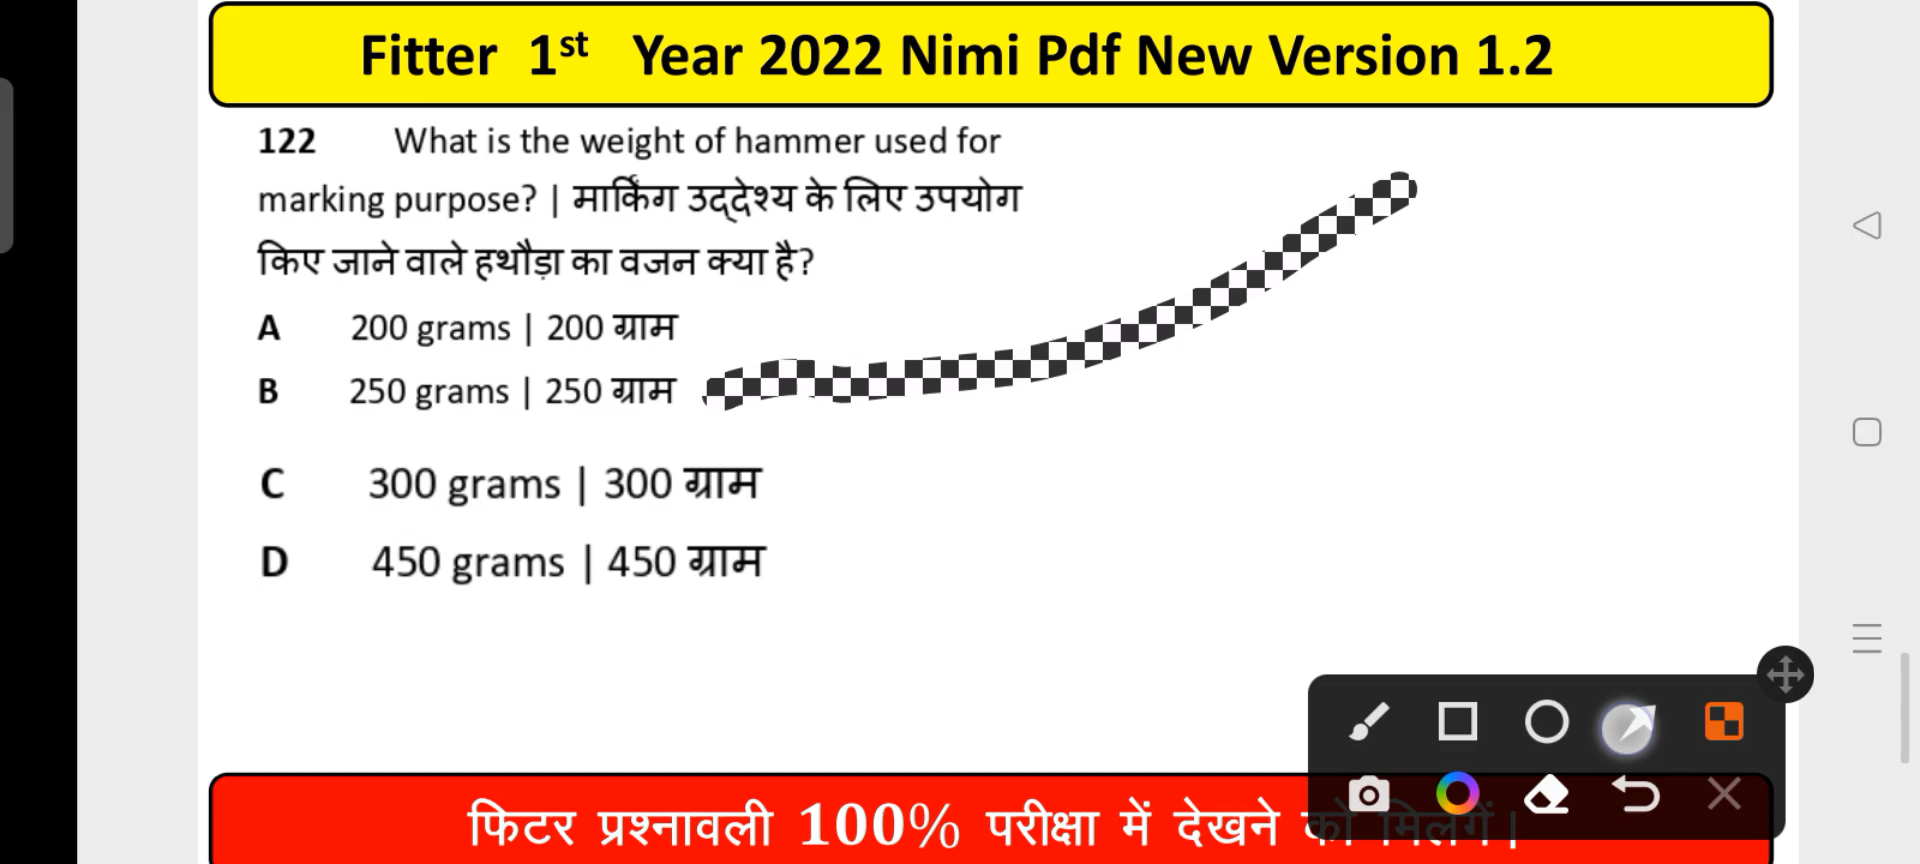 Fitter 1st Year 2022 Nimi Pdf New Version 1.2
122 What is the weight of hammer used for
marking purpose? | मार्किंग उद्देश्य के लिए उपयोग
किए जाने वाले हथौड़ा का वजन क्या है?
A 200 grams | 200 ग्राम
B 250 grams | 250 ग्राम
C 300 grams | 300 ग्राम
D 450 grams | 450 ग्राम
फिटर प्रश्नावली 100% परीक्षा में देखने को मिलेगें |